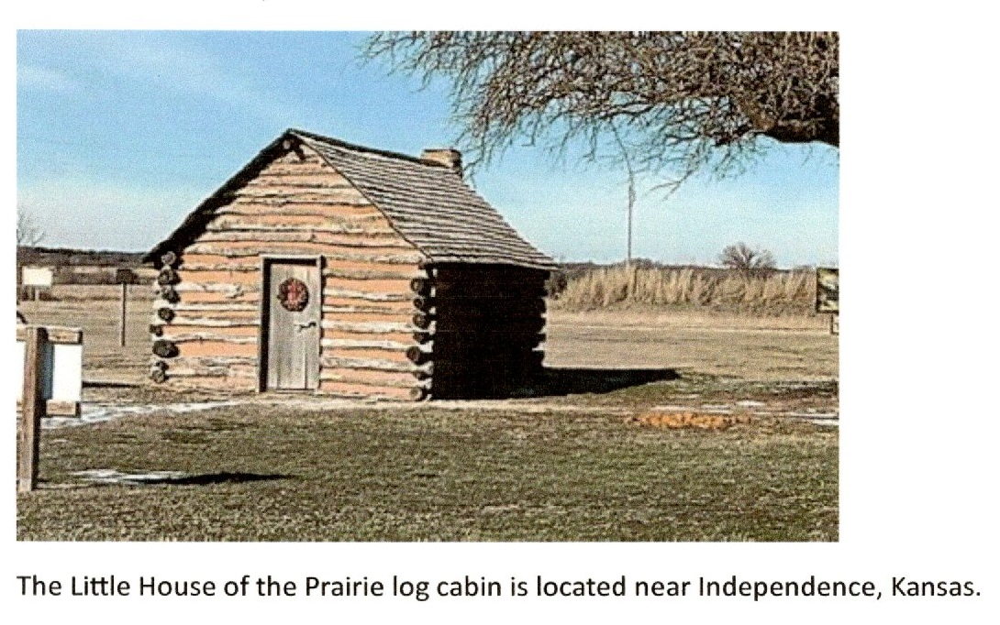 The Little House of the Prairie log cabin is located near Independence, Kansas.